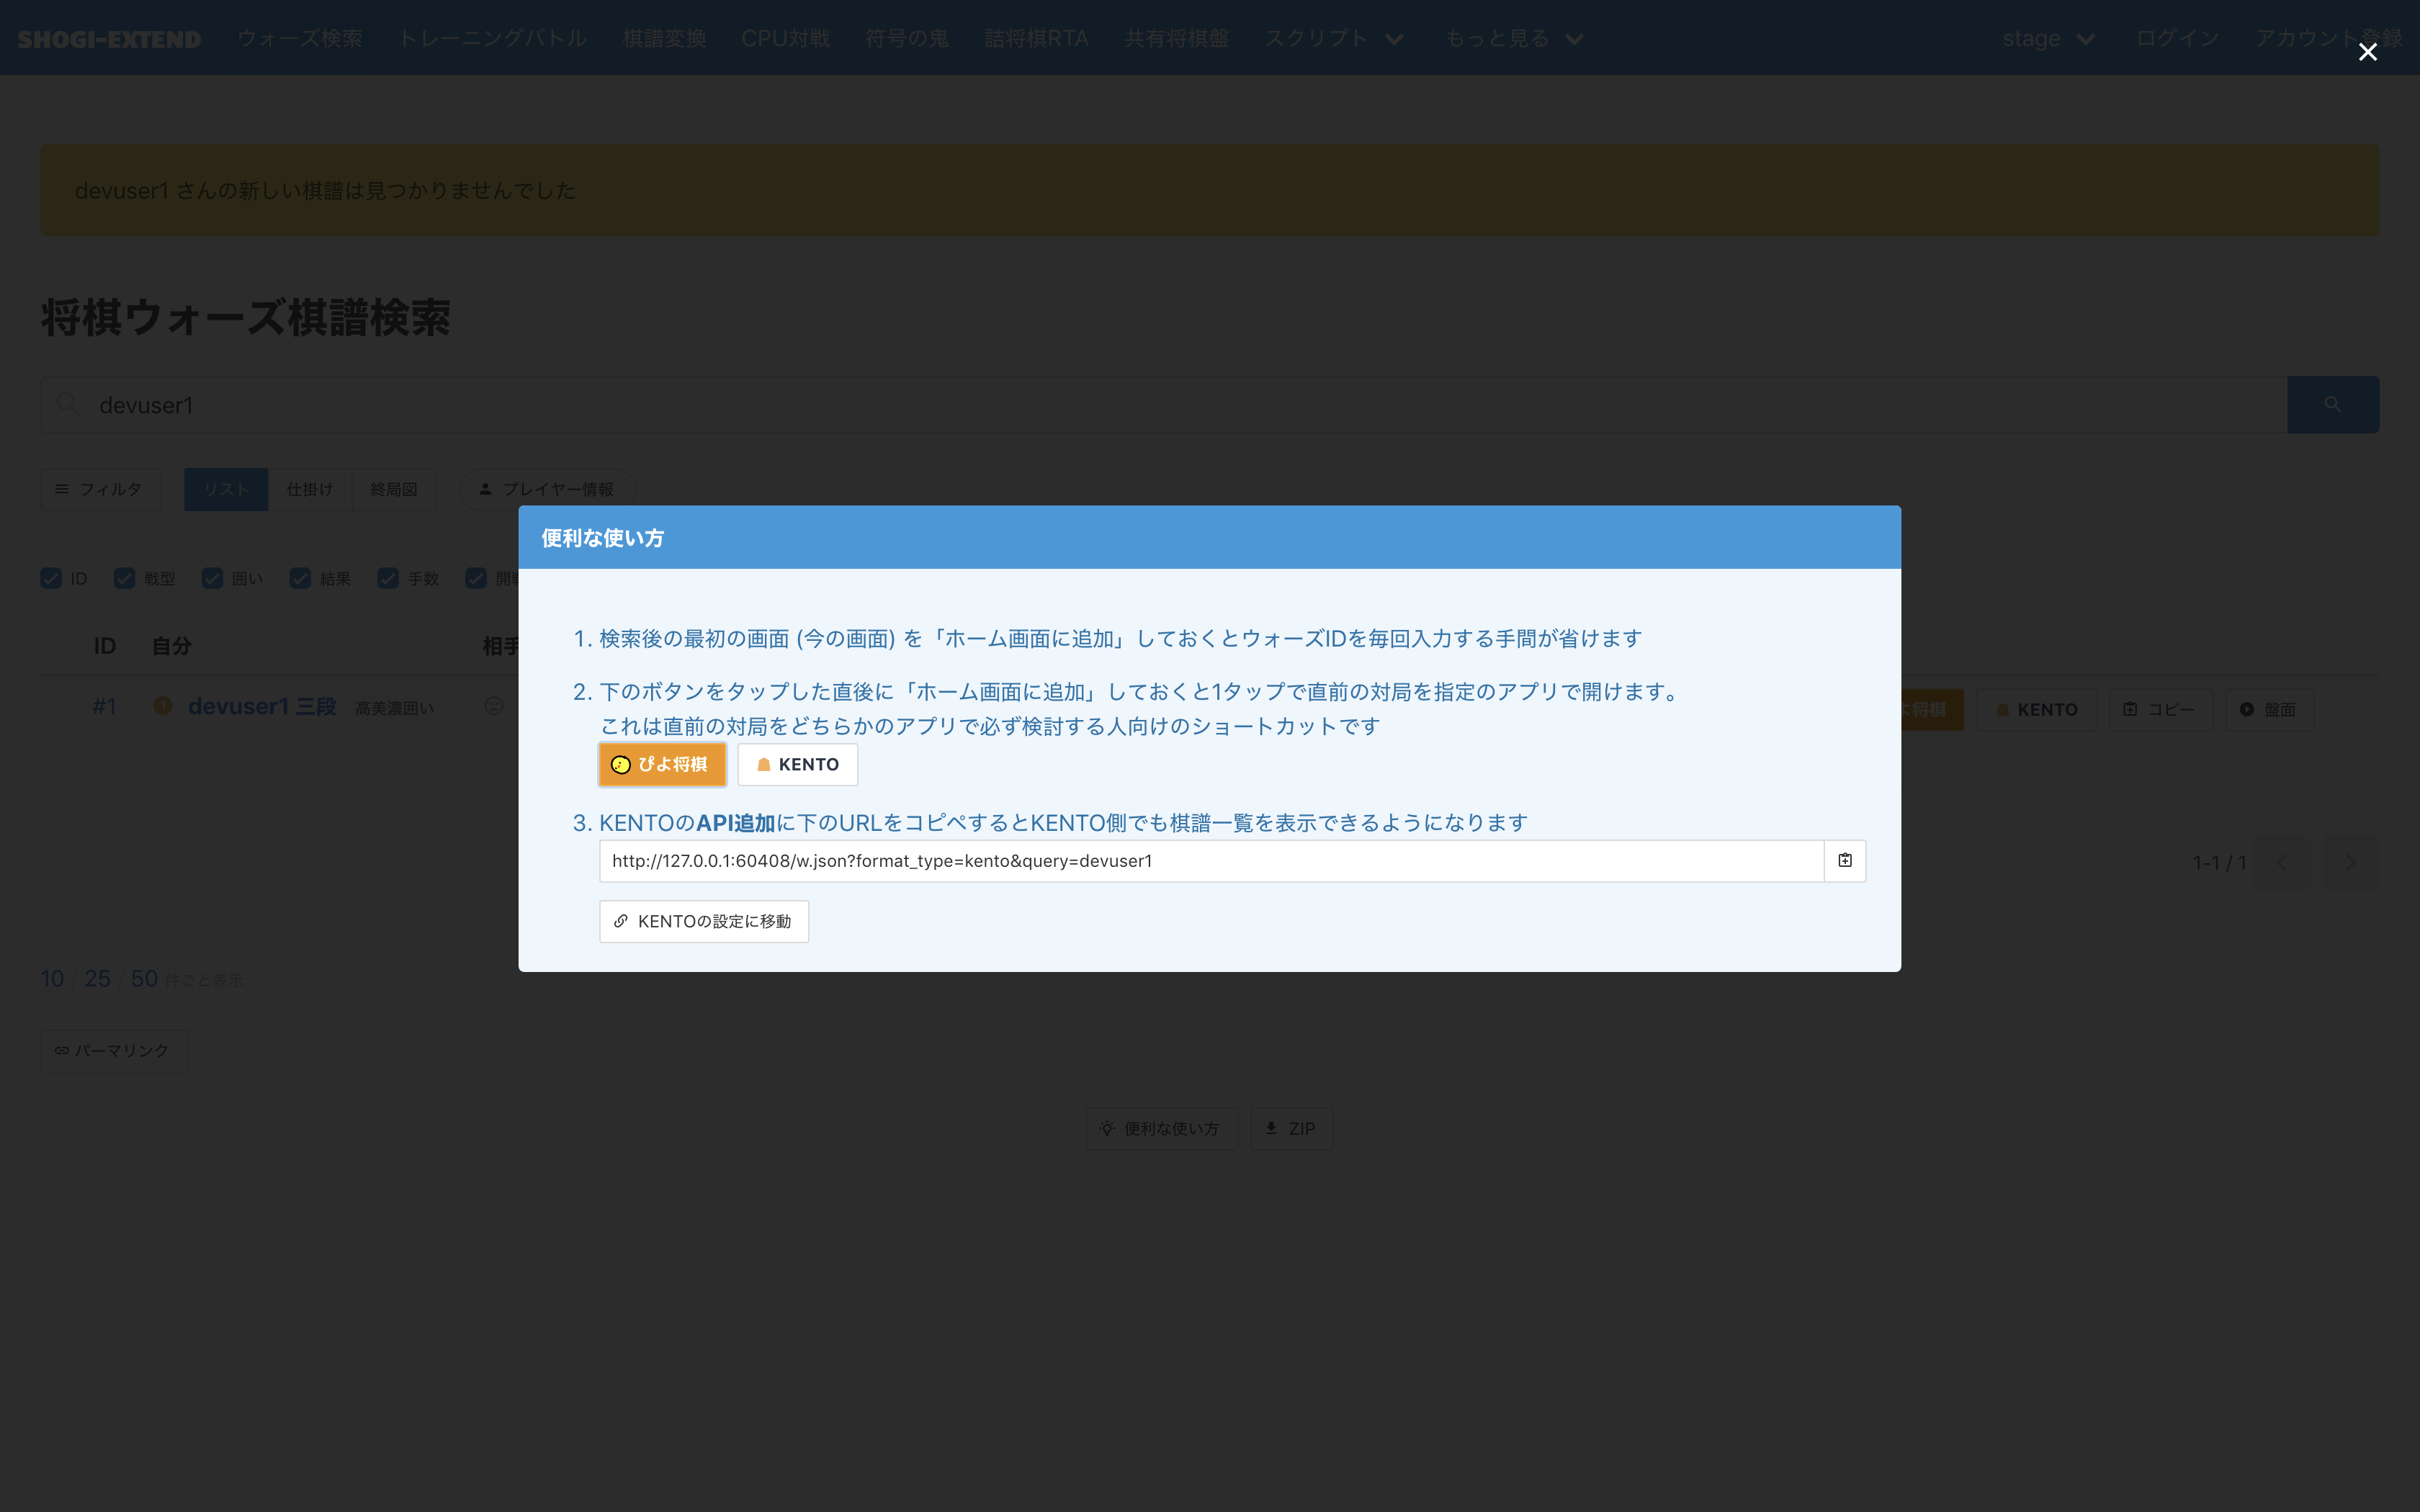 SHOGI-EXTEND ウォーズ検索 トレーニングバトル 棋譜変換 CPU対戦 符号の鬼 詰将棋RTA 共有将棋盤 スクリプト もっと見る stage ログイン アカウント登録
devuser1 さんの新しい棋譜は見つかりませんでした
将棋ウォーズ棋譜検索
devuser1
フィルタ リスト 仕掛け 終局図 プレイヤー情報
ID 戦型 囲い 結果 手数
ID 自分 相手
#1 devuser1 三段 高美濃囲い 将棋 KENTO コピー 盤面
便利な使い方
1. 検索後の最初の画面 (今の画面) を「ホーム画面に追加」しておくとウォーズIDを毎回入力する手間が省けます
2. 下のボタンをタップした直後に「ホーム画面に追加」しておくと1タップで直前の対局を指定のアプリで開けます。
これは直前の対局をどちらかのアプリで必ず検討する人向けのショートカットです
ぴよ将棋 KENTO
3. KENTOのAPI追加に下のURLをコピペするとKENTO側でも棋譜一覧を表示できるようになります
http://127.0.0.1:60408/w.json?format_type=kento&query=devuser1
KENTOの設定に移動
1-1 / 1
10 / 25 / 50 件ごと表示
パーマリンク
便利な使い方 ZIP